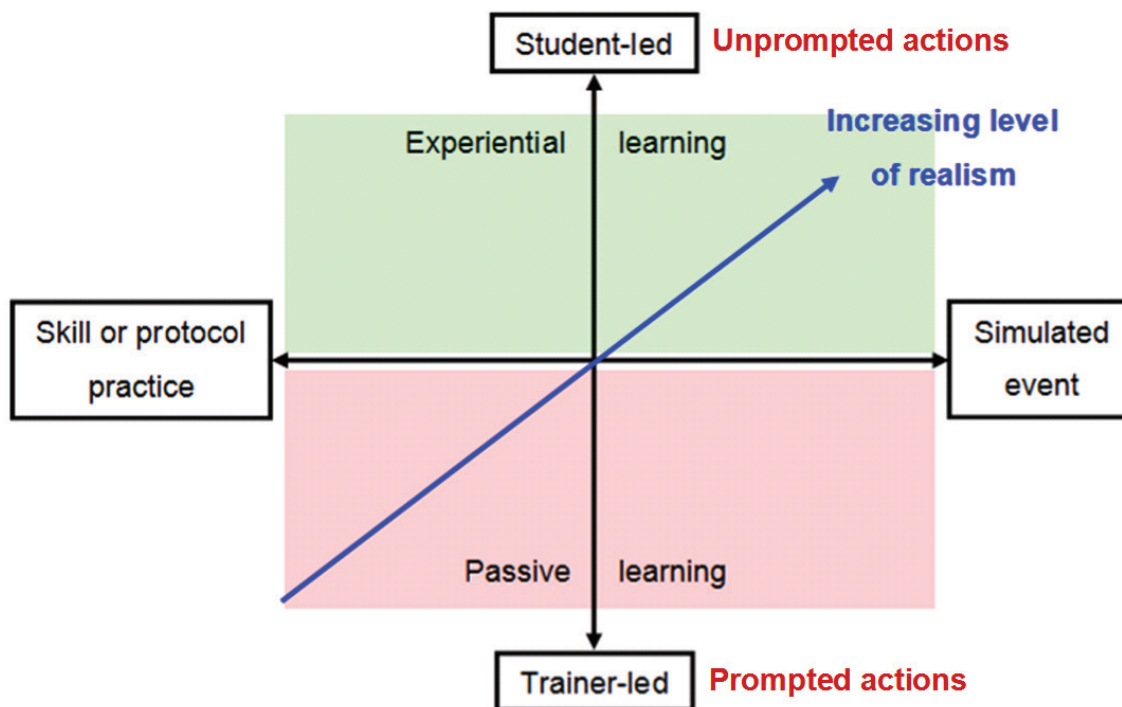 Student-led
Unprompted actions
Increasing level
of realism
Experiential learning
Skill or protocol
practice
Simulated
event
Passive learning
Trainer-led
Prompted actions